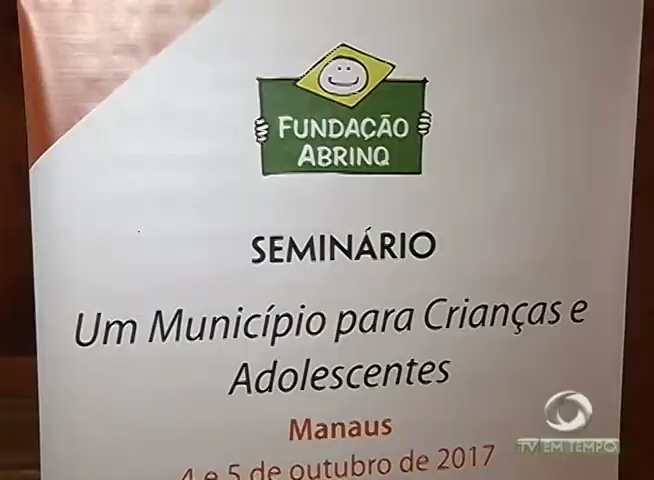 FUNDAÇÃO
ABRINQ
SEMINÁRIO
Um Município para Crianças e
Adolescentes
Manaus
4 e 5 de outubro de 2017
TV EM TEMPO